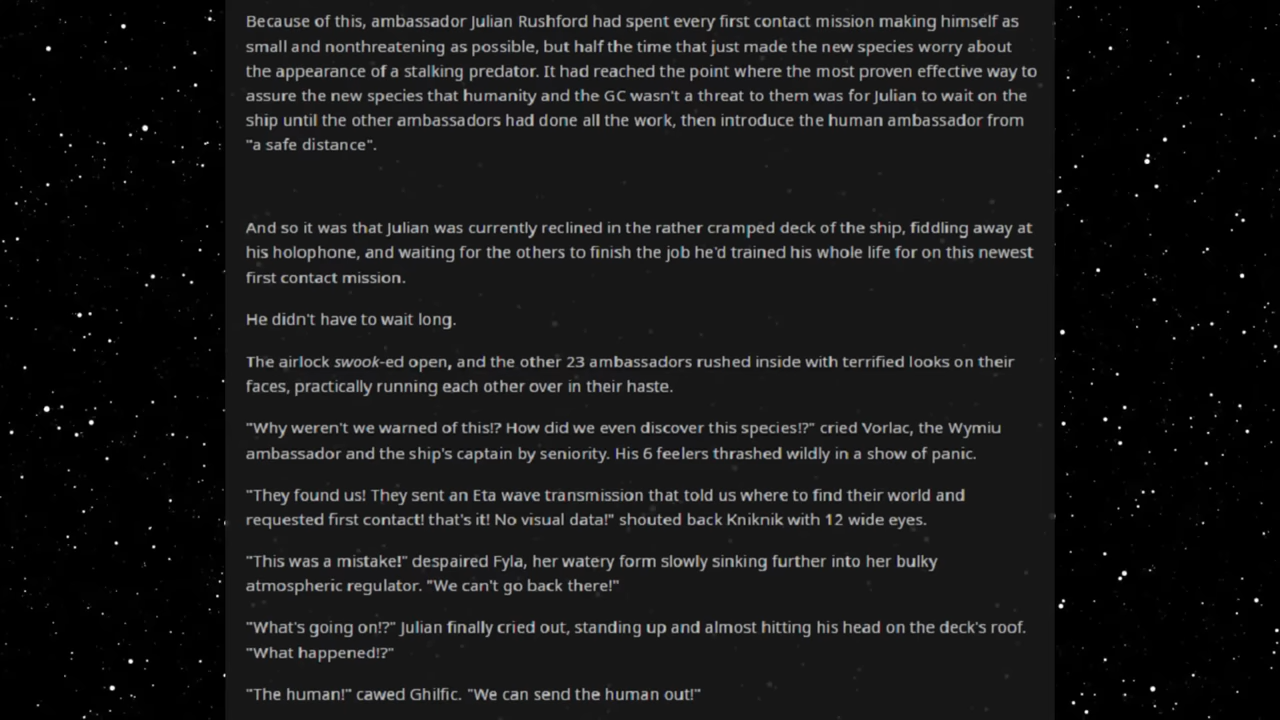 Because of this, ambassador Julian Rushford had spent every first contact mission making himself as
small and nonthreatening as possible, but half the time that just made the new species worry about
the appearance of a stalking predator. It had reached the point where the most proven effective way to
assure the new species that humanity and the GC wasn't a threat to them was for Julian to wait on the
ship until the other ambassadors had done all the work, then introduce the human ambassador from
"a safe distance".
And so it was that Julian was currently reclined in the rather cramped deck of the ship, fiddling away at
his holophone, and waiting for the others to finish the job he'd trained his whole life for on this newest
first contact mission.
He didn't have to wait long.
The airlock swook-ed open, and the other 23 ambassadors rushed inside with terrified looks on their
faces, practically running each other over in their haste.
"Why weren't we warned of this!? How did we even discover this species!?" cried Vorlac, the Wymiu
ambassador and the ship's captain by seniority. His 6 feelers thrashed wildly in a show of panic.
"They found us! They sent an Eta wave transmission that told us where to find their world and
requested first contact! that's it! No visual data!" shouted back Kniknik with 12 wide eyes.
"This was a mistake!" despaired Fyla, her watery form slowly sinking further into her bulky
atmospheric regulator. "We can't go back there!"
"What's going on!?" Julian finally cried out, standing up and almost hitting his head on the deck's roof.
"What happened!?"
"The human!" cawed Ghilfic. "We can send the human out!"